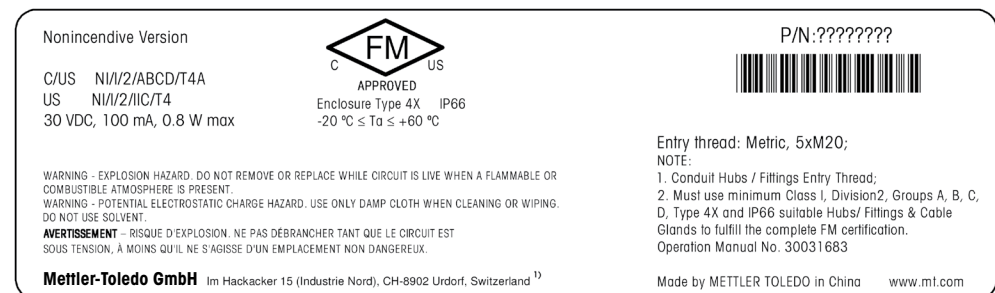 Nonincendive Version
C/US NI/I/2/ABCD/T4A
US NI/I/2/IIC/T4
30 VDC, 100 mA, 0.8 W max
FM
C US
APPROVED
Enclosure Type 4X IP66
-20 ºC ≤ Ta ≤ +60 ºC
P/N:????????
Entry thread: Metric, 5xM20;
NOTE:
1. Conduit Hubs / Fittings Entry Thread;
2. Must use minimum Class I, Division2, Groups A, B, C,
D, Type 4X and IP66 suitable Hubs/ Fittings & Cable
Glands to fulfill the complete FM certification.
Operation Manual No. 30031683
WARNING - EXPLOSION HAZARD. DO NOT REMOVE OR REPLACE WHILE CIRCUIT IS LIVE WHEN A FLAMMABLE OR
COMBUSTIBLE ATMOSPHERE IS PRESENT.
WARNING - POTENTIAL ELECTROSTATIC CHARGE HAZARD. USE ONLY DAMP CLOTH WHEN CLEANING OR WIPING.
DO NOT USE SOLVENT.
AVERTISSEMENT – RISQUE D'EXPLOSION. NE PAS DÉBRANCHER TANT QUE LE CIRCUIT EST
SOUS TENSION, À MOINS QU'IL NE S'AGISSE D'UN EMPLACEMENT NON DANGEREUX.
Mettler-Toledo GmbH Im Hackacker 15 (Industrie Nord), CH-8902 Urdorf, Switzerland 1)
Made by METTLER TOLEDO in China www.mt.com